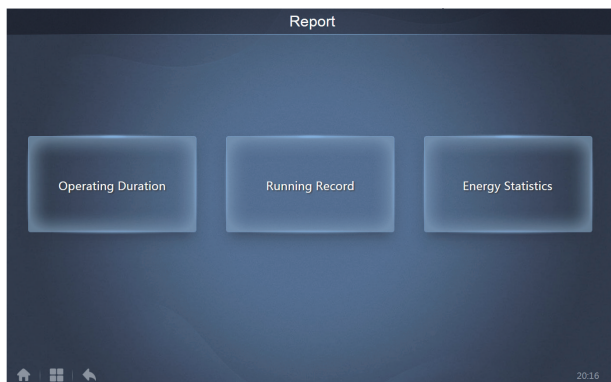 Report
Operating Duration
Running Record
Energy Statistics
20:16